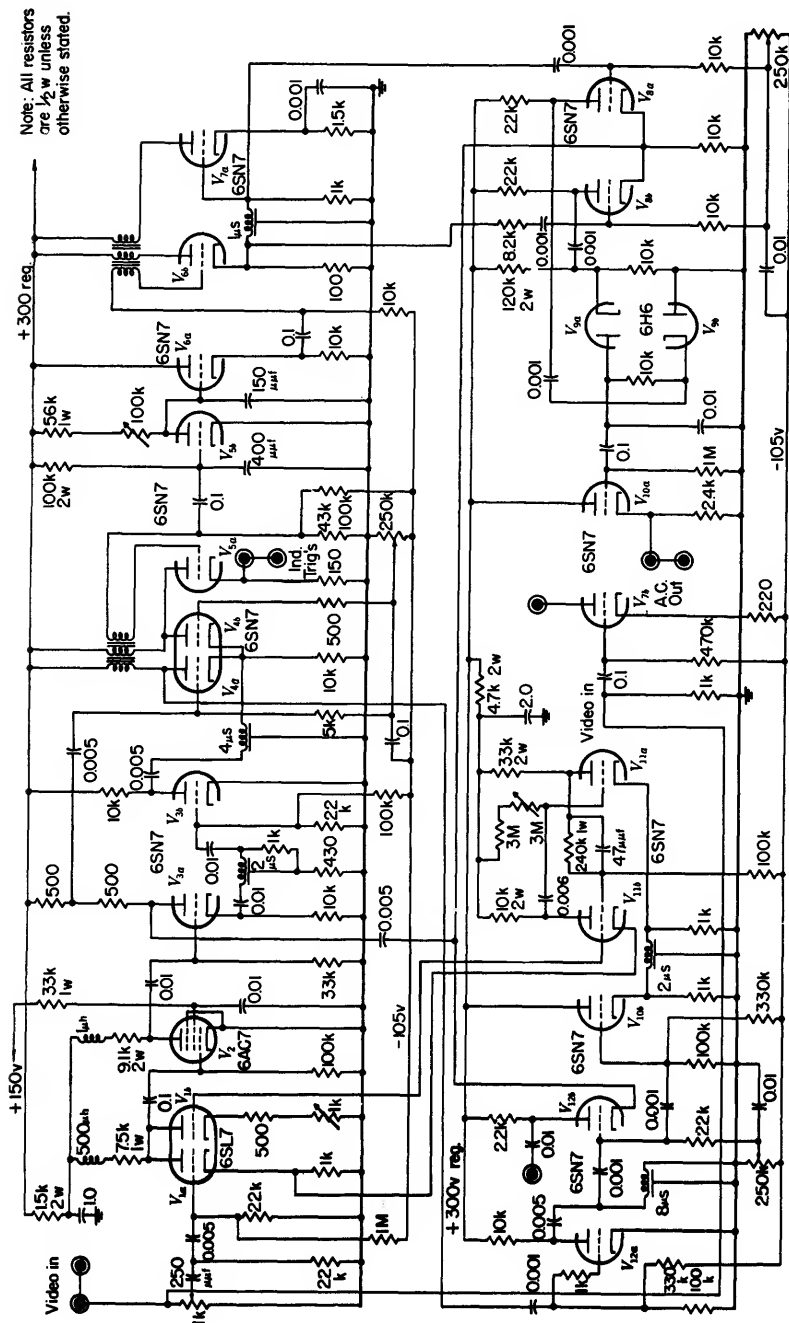 Note: All resistors
are ½ w unless
otherwise stated.
+300 reg.
+150v
Video in
1.5k
2w
1.0
500μh
7.5k
1w
1μh
9.1k
2w
33k
1w
0.01
0.01
0.1
V1a
V1b
6SL7
V2
6AC7
250
μμf
0.005
1k
22
k
22k
1M
1k
500
1k
100k
33k
-105v
500
500
V3a
6SN7
V3b
0.01
0.01
2μs
1k
10k
430
22
k
100k
0.005
10k
0.005
0.005
4μs
5k
0.1
V4a
V4b
6SN7
V5a
10k
500
150
Ind.
Trig's
43k
100k
250k
0.1
6SN7
100k
2w
56k
1w
100k
V5b
400
μμf
150
μμf
V6a
6SN7
0.1
10k
10k
V6b
100
1μs
V7a
6SN7
1k
1.5k
0.001
+300v reg.
10k
0.005
0.001
1k
V12a
330
k
100
k
8μs
0.001
6SN7
V12b
22k
0.01
22k
250k
0.001
0.01
100k
330k
6SN7
V10b
1k
2μs
1k
10k
2w
0.006
V11b
3M
3M
240k 1w
47μμf
33k
2w
4.7k 2w
2.0
V11a
6SN7
100k
Video in
0.1
1k
470k
220
V7b
A.C.
Out
6SN7
V10a
2.4k
1M
0.1
0.01
-105v
0.001
10k
V9a
6H6
V9b
10k
120k
2w
8.2k
0.001
0.001
22k
22k
V8b
V8a
6SN7
0.001
10k
10k
10k
0.01
250k